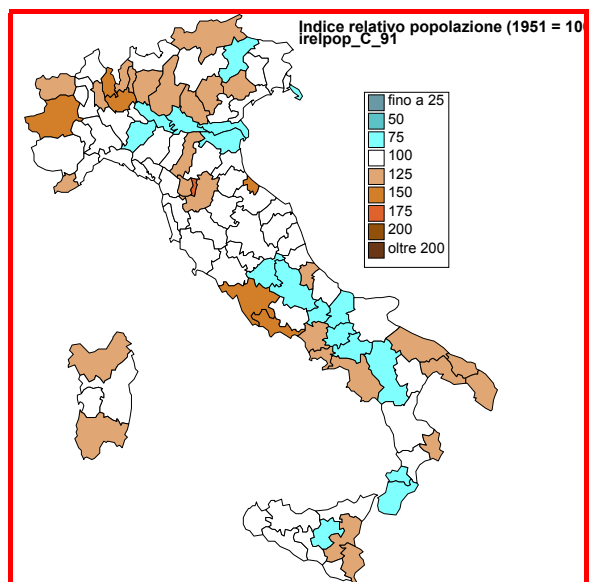 Indice relativo popolazione (1951 = 10
irelpop_C_91
fino a 25
50
75
100
125
150
175
200
oltre 200